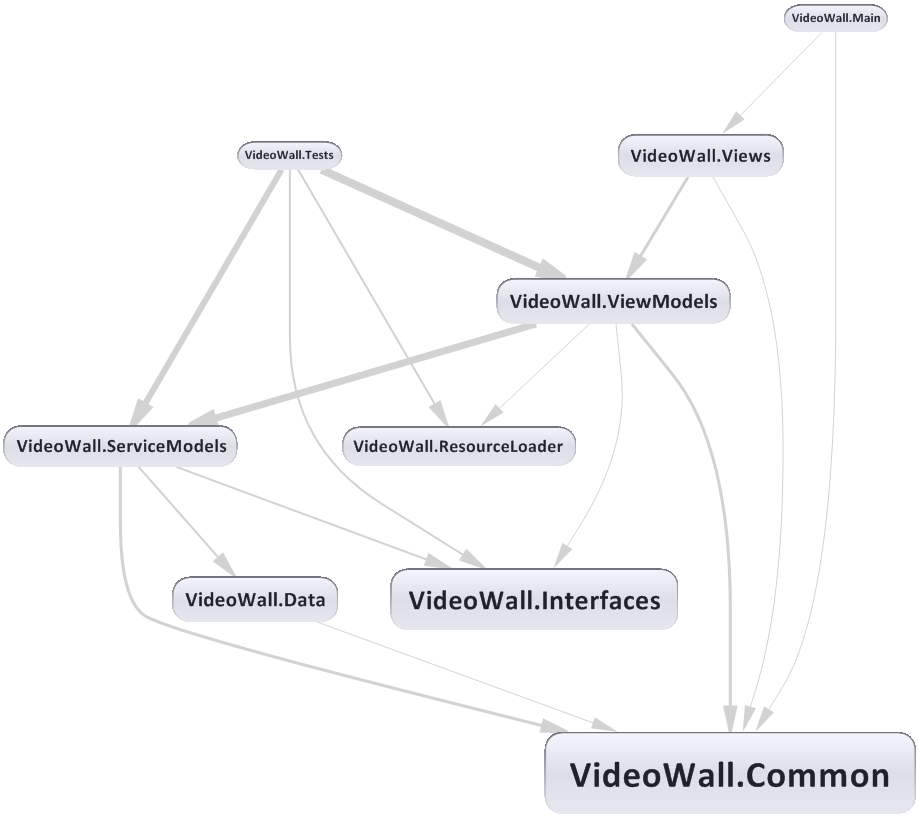 VideoWall.Main
VideoWall.Tests
VideoWall.Views
VideoWall.ViewModels
VideoWall.ServiceModels
VideoWall.ResourceLoader
VideoWall.Data
VideoWall.Interfaces
VideoWall.Common